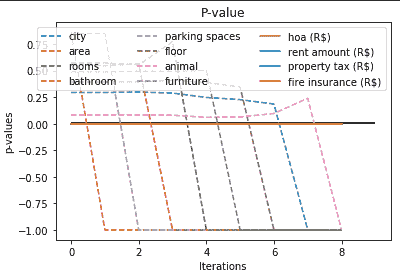 P-value
city parking spaces hoa (R$)
area floor rent amount (R$)
rooms animal property tax (R$)
bathroom furniture fire insurance (R$)
0.75
0.50
0.25
0.00
−0.25
−0.50
−0.75
−1.00
p-values
0 2 4 6 8
Iterations